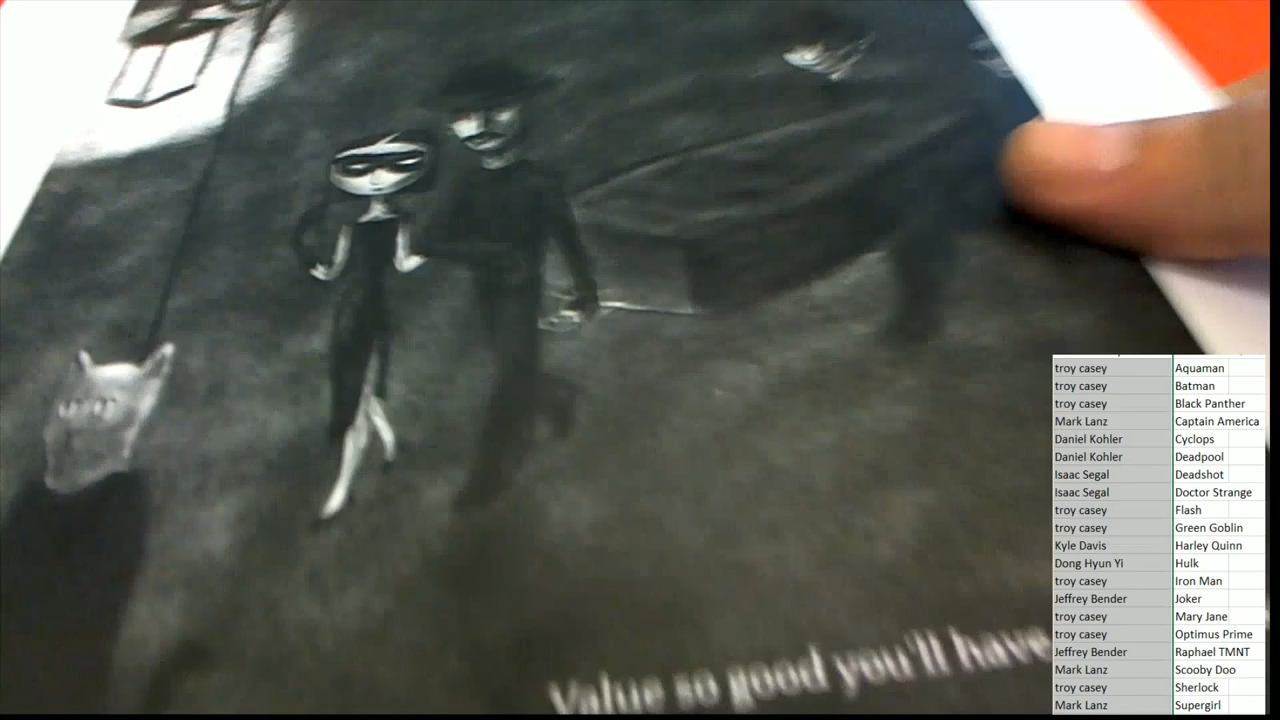 Value so good you'll have
troy casey Aquaman
troy casey Batman
troy casey Black Panther
Mark Lanz Captain America
Daniel Kohler Cyclops
Daniel Kohler Deadpool
Isaac Segal Deadshot
Isaac Segal Doctor Strange
troy casey Flash
troy casey Green Goblin
Kyle Davis Harley Quinn
Dong Hyun Yi Hulk
troy casey Iron Man
Jeffrey Bender Joker
troy casey Mary Jane
troy casey Optimus Prime
Jeffrey Bender Raphael TMNT
Mark Lanz Scooby Doo
troy casey Sherlock
Mark Lanz Supergirl